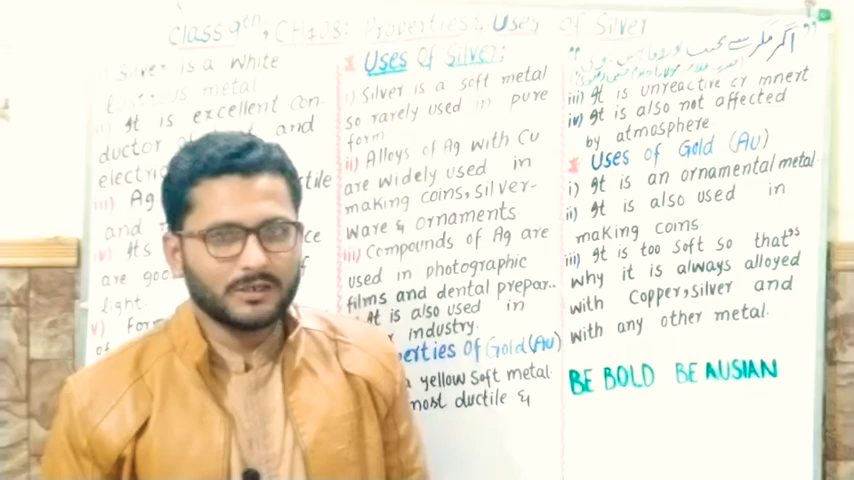 Class 9th, CH#08: Properties & Uses of Silver
Silver is a white
lustrous metal
ii) It is excellent con-
ductor of and
electri
iii) Ag
and
iv) Its
are goo of
light.
v) Form
of
Uses Of Silver:
i) Silver is a soft metal
so rarely used in pure
form
ii) Alloys of Ag with Cu
are widely used in
making coins, silver-
ware & ornaments
iii) Compounds of Ag are
used in photographic
films and dental prepar..
It is also used in
industry.
perties Of Gold (Au)
a yellow soft metal
most ductile &
iii) It is unreactive or inert
iv) It is also not affected
by atmosphere
Uses of Gold (Au)
i) It is an ornamental metal
ii) It is also used in
making coins.
iii) It is too soft so that's
why it is always alloyed
with Copper, silver and
with any other metal.
BE BOLD BE AUSIAN